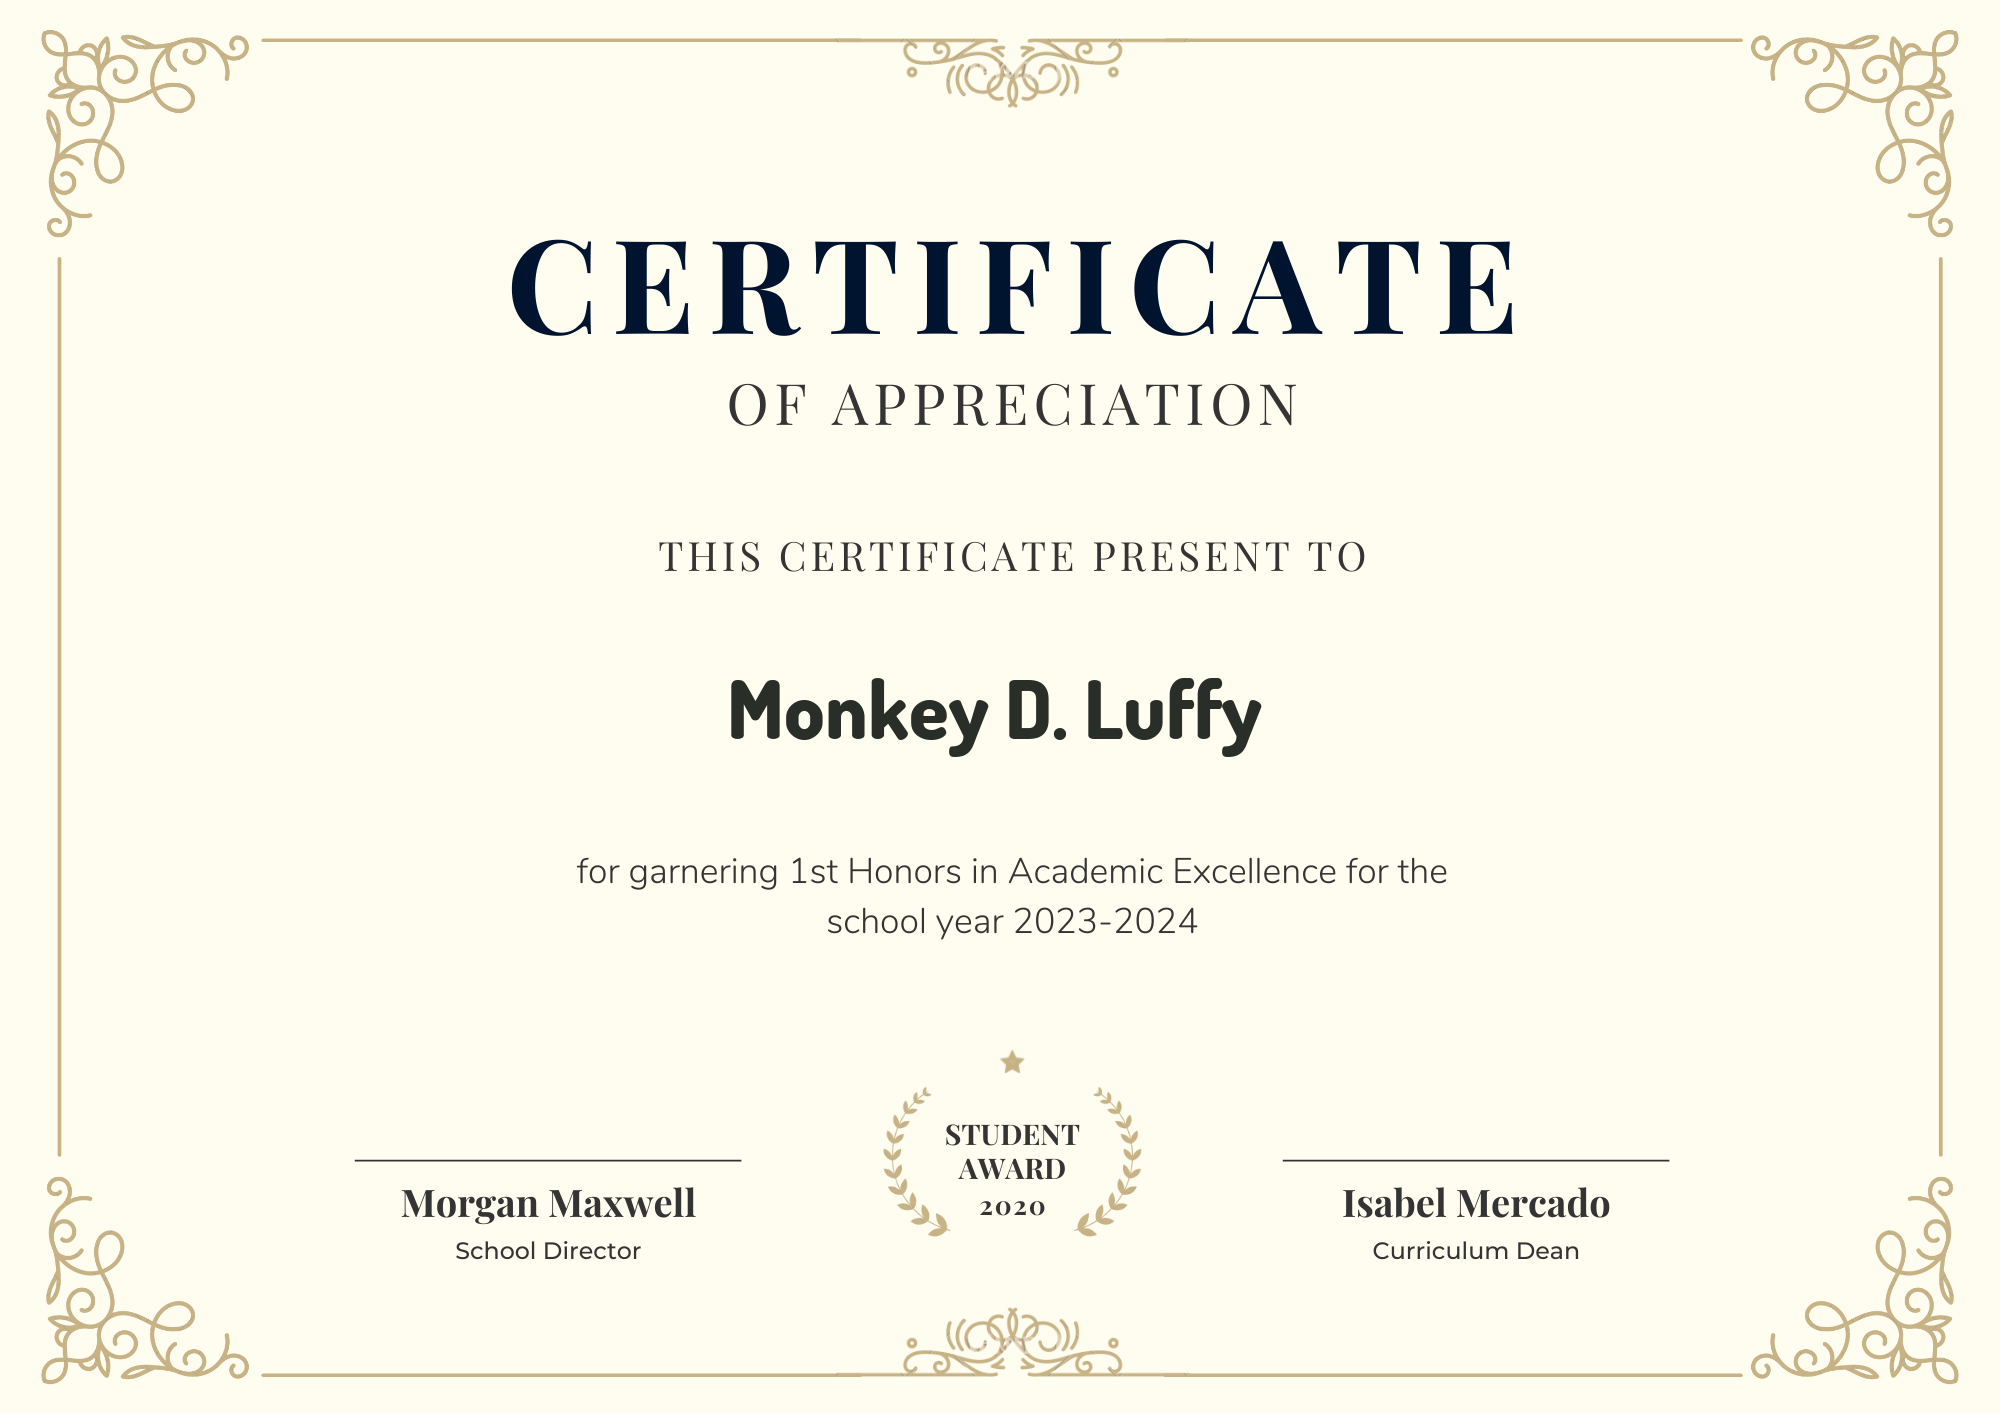 CERTIFICATE
OF APPRECIATION
THIS CERTIFICATE PRESENT TO
Monkey D. Luffy
for garnering 1st Honors in Academic Excellence for the
school year 2023-2024
STUDENT
AWARD
2020
Morgan Maxwell
School Director
Isabel Mercado
Curriculum Dean